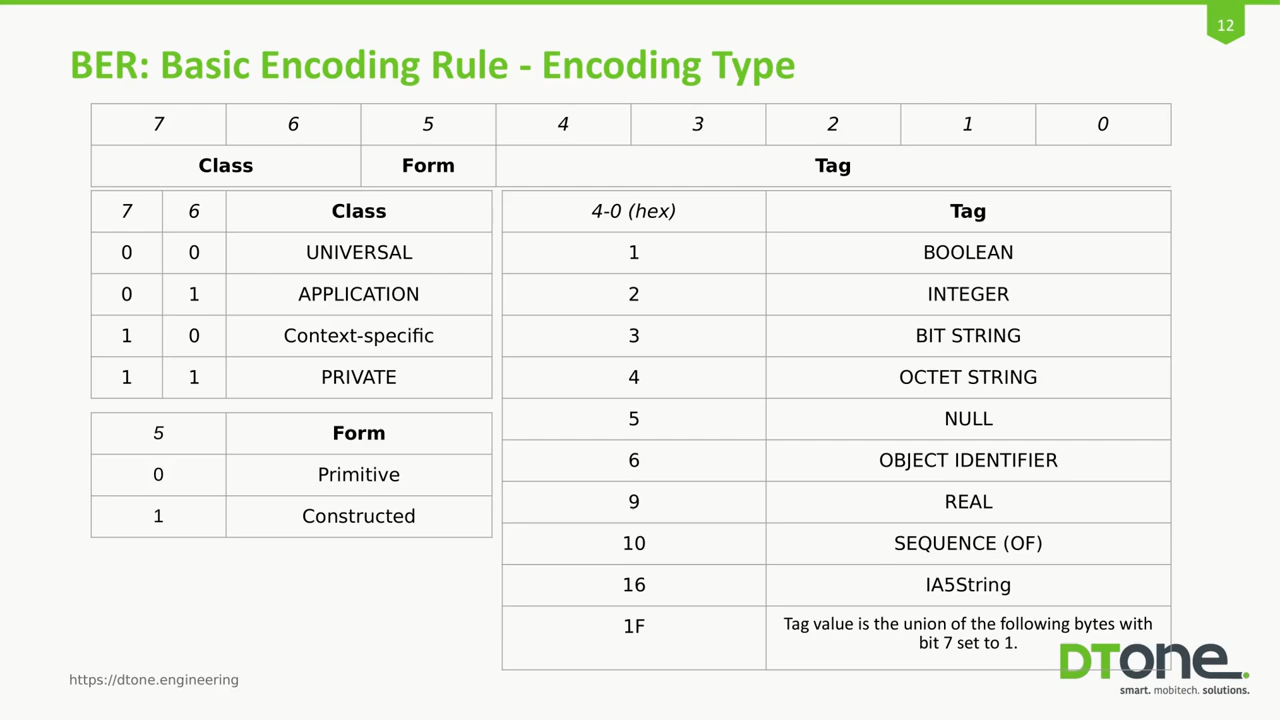 12
BER: Basic Encoding Rule - Encoding Type
7 6 5 4 3 2 1 0
Class Form Tag
7 6 Class
0 0 UNIVERSAL
0 1 APPLICATION
1 0 Context-specific
1 1 PRIVATE
5 Form
0 Primitive
1 Constructed
4-0 (hex) Tag
1 BOOLEAN
2 INTEGER
3 BIT STRING
4 OCTET STRING
5 NULL
6 OBJECT IDENTIFIER
9 REAL
10 SEQUENCE (OF)
16 IA5String
1F Tag value is the union of the following bytes with
bit 7 set to 1.
https://dtone.engineering
DTone.
smart. mobitech. solutions.